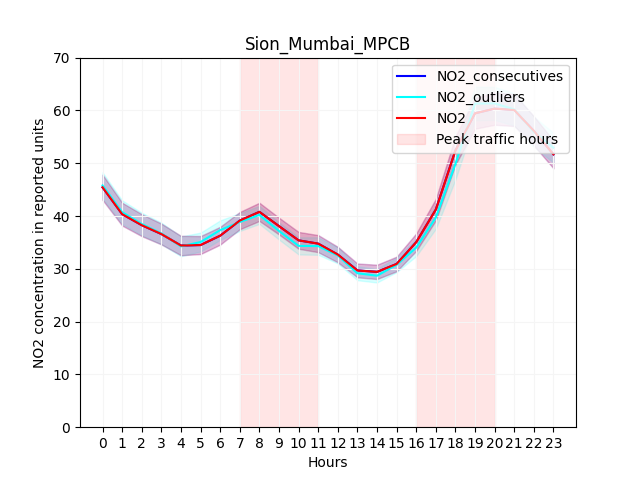 Sion_Mumbai_MPCB
NO2 concentration in reported units
70
60
50
40
30
20
10
0
NO2_consecutives
NO2_outliers
NO2
Peak traffic hours
0 1 2 3 4 5 6 7 8 9 10 11 12 13 14 15 16 17 18 19 20 21 22 23
Hours